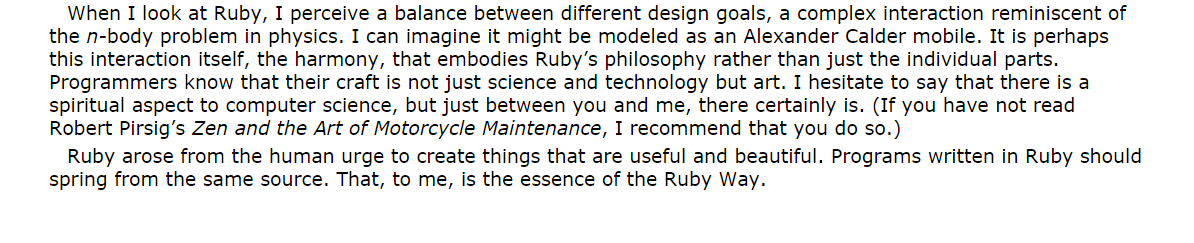 When I look at Ruby, I perceive a balance between different design goals, a complex interaction reminiscent of
the n-body problem in physics. I can imagine it might be modeled as an Alexander Calder mobile. It is perhaps
this interaction itself, the harmony, that embodies Ruby’s philosophy rather than just the individual parts.
Programmers know that their craft is not just science and technology but art. I hesitate to say that there is a
spiritual aspect to computer science, but just between you and me, there certainly is. (If you have not read
Robert Pirsig’s Zen and the Art of Motorcycle Maintenance, I recommend that you do so.)
Ruby arose from the human urge to create things that are useful and beautiful. Programs written in Ruby should
spring from the same source. That, to me, is the essence of the Ruby Way.